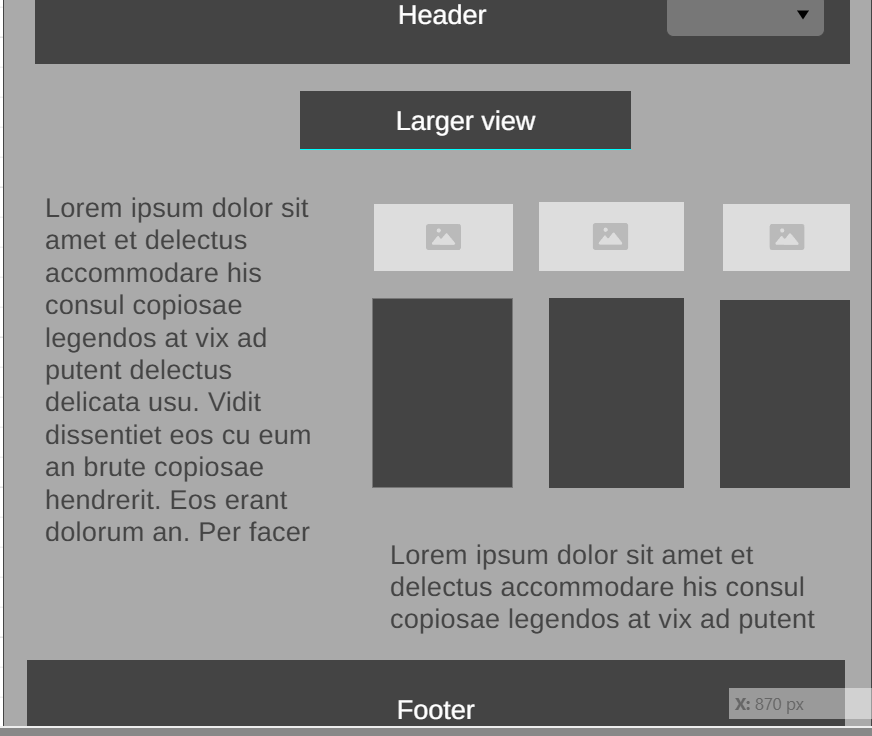 Header
Larger view
Lorem ipsum dolor sit
amet et delectus
accommodare his
consul copiosae
legendos at vix ad
putent delectus
delicata usu. Vidit
dissentiet eos cu eum
an brute copiosae
hendrerit. Eos erant
dolorum an. Per facer
Lorem ipsum dolor sit amet et
delectus accommodare his consul
copiosae legendos at vix ad putent
Footer
X: 870 px